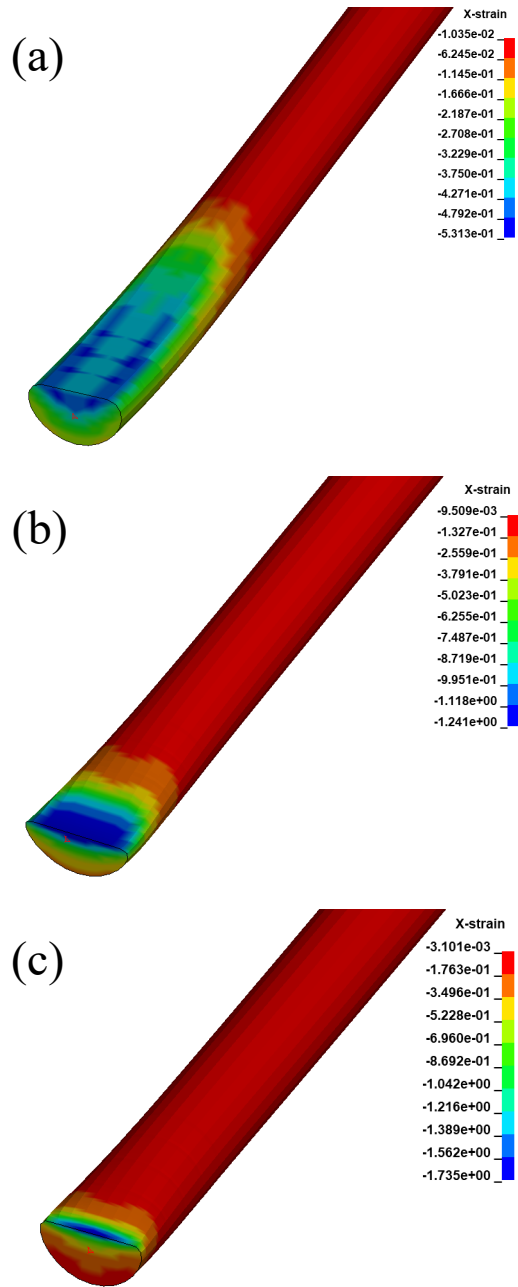 (a)
X-strain
-1.035e-02
-6.245e-02
-1.145e-01
-1.666e-01
-2.187e-01
-2.708e-01
-3.229e-01
-3.750e-01
-4.271e-01
-4.792e-01
-5.313e-01
(b)
X-strain
-9.509e-03
-1.327e-01
-2.559e-01
-3.791e-01
-5.023e-01
-6.255e-01
-7.487e-01
-8.719e-01
-9.951e-01
-1.118e+00
-1.241e+00
(c)
X-strain
-3.101e-03
-1.763e-01
-3.496e-01
-5.228e-01
-6.960e-01
-8.692e-01
-1.042e+00
-1.216e+00
-1.389e+00
-1.562e+00
-1.735e+00